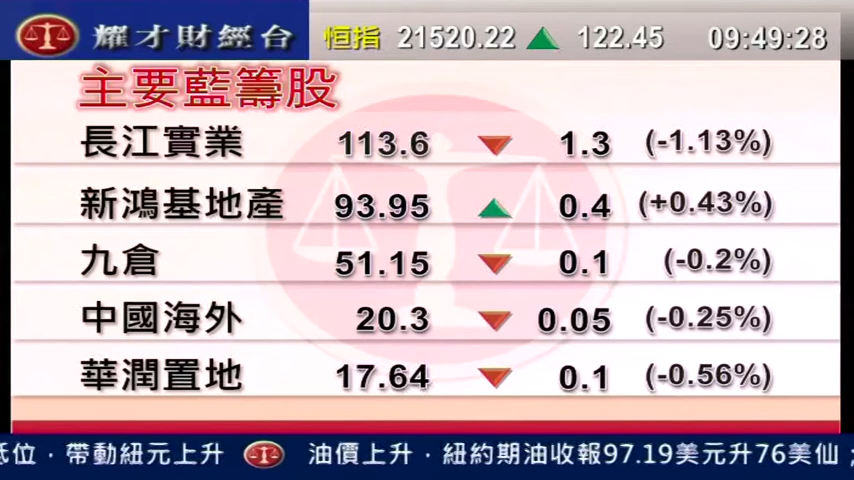 耀才財經台 恒指 21520.22 ▲ 122.45 09:49:28
主要藍籌股
長江實業 113.6 ▼ 1.3 (-1.13%)
新鴻基地產 93.95 ▲ 0.4 (+0.43%)
九倉 51.15 ▼ 0.1 (-0.2%)
中國海外 20.3 ▼ 0.05 (-0.25%)
華潤置地 17.64 ▼ 0.1 (-0.56%)
低位，帶動紐元上升 油價上升，紐約期油收報97.19美元升76美仙；